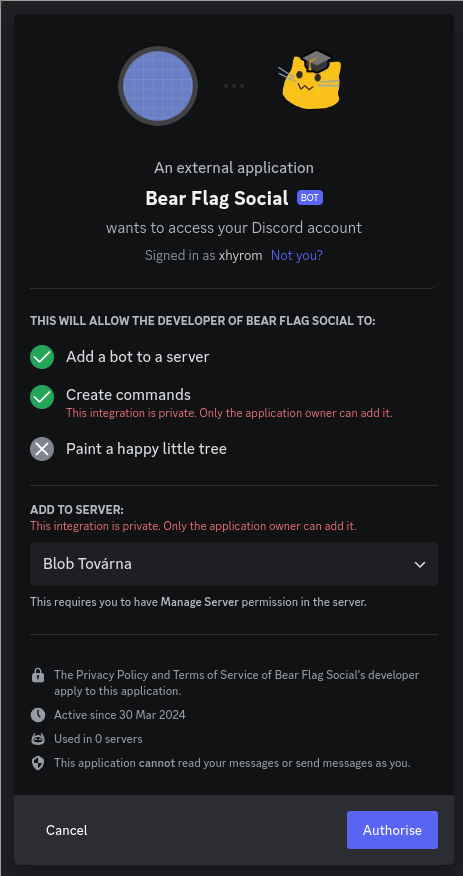 An external application
Bear Flag Social BOT
wants to access your Discord account
Signed in as xhyrom Not you?
THIS WILL ALLOW THE DEVELOPER OF BEAR FLAG SOCIAL TO:
Add a bot to a server
Create commands
This integration is private. Only the application owner can add it.
Paint a happy little tree
ADD TO SERVER:
This integration is private. Only the application owner can add it.
Blob Továrna
This requires you to have Manage Server permission in the server.
The Privacy Policy and Terms of Service of Bear Flag Social's developer
apply to this application.
Active since 30 Mar 2024
Used in 0 servers
This application cannot read your messages or send messages as you.
Cancel
Authorise